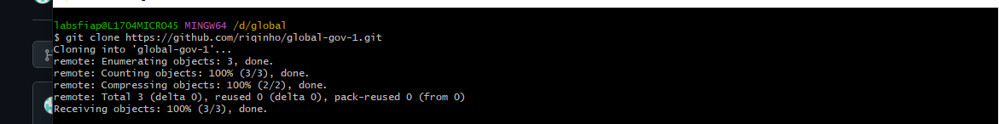 labsfiap@L1704MICRO45 MINGW64 /d/global
$ git clone https://github.com/riqinho/global-gov-1.git
Cloning into 'global-gov-1'...
remote: Enumerating objects: 3, done.
remote: Counting objects: 100% (3/3), done.
remote: Compressing objects: 100% (2/2), done.
remote: Total 3 (delta 0), reused 0 (delta 0), pack-reused 0 (from 0)
Receiving objects: 100% (3/3), done.